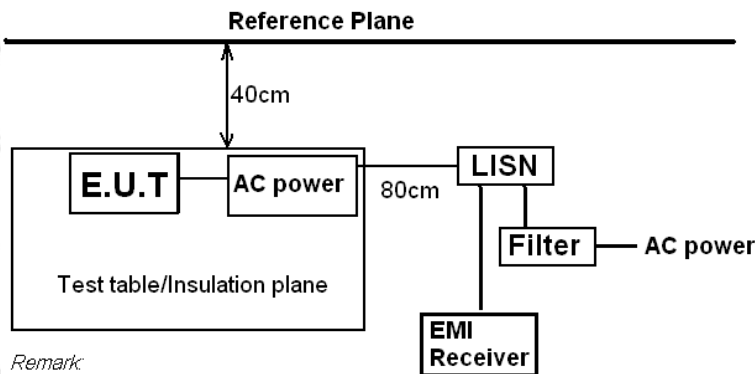 Reference Plane
40cm
LISN
E.U.T
AC power
80cm
Filter
AC power
Test table/Insulation plane
EMI
Receiver
Remark: